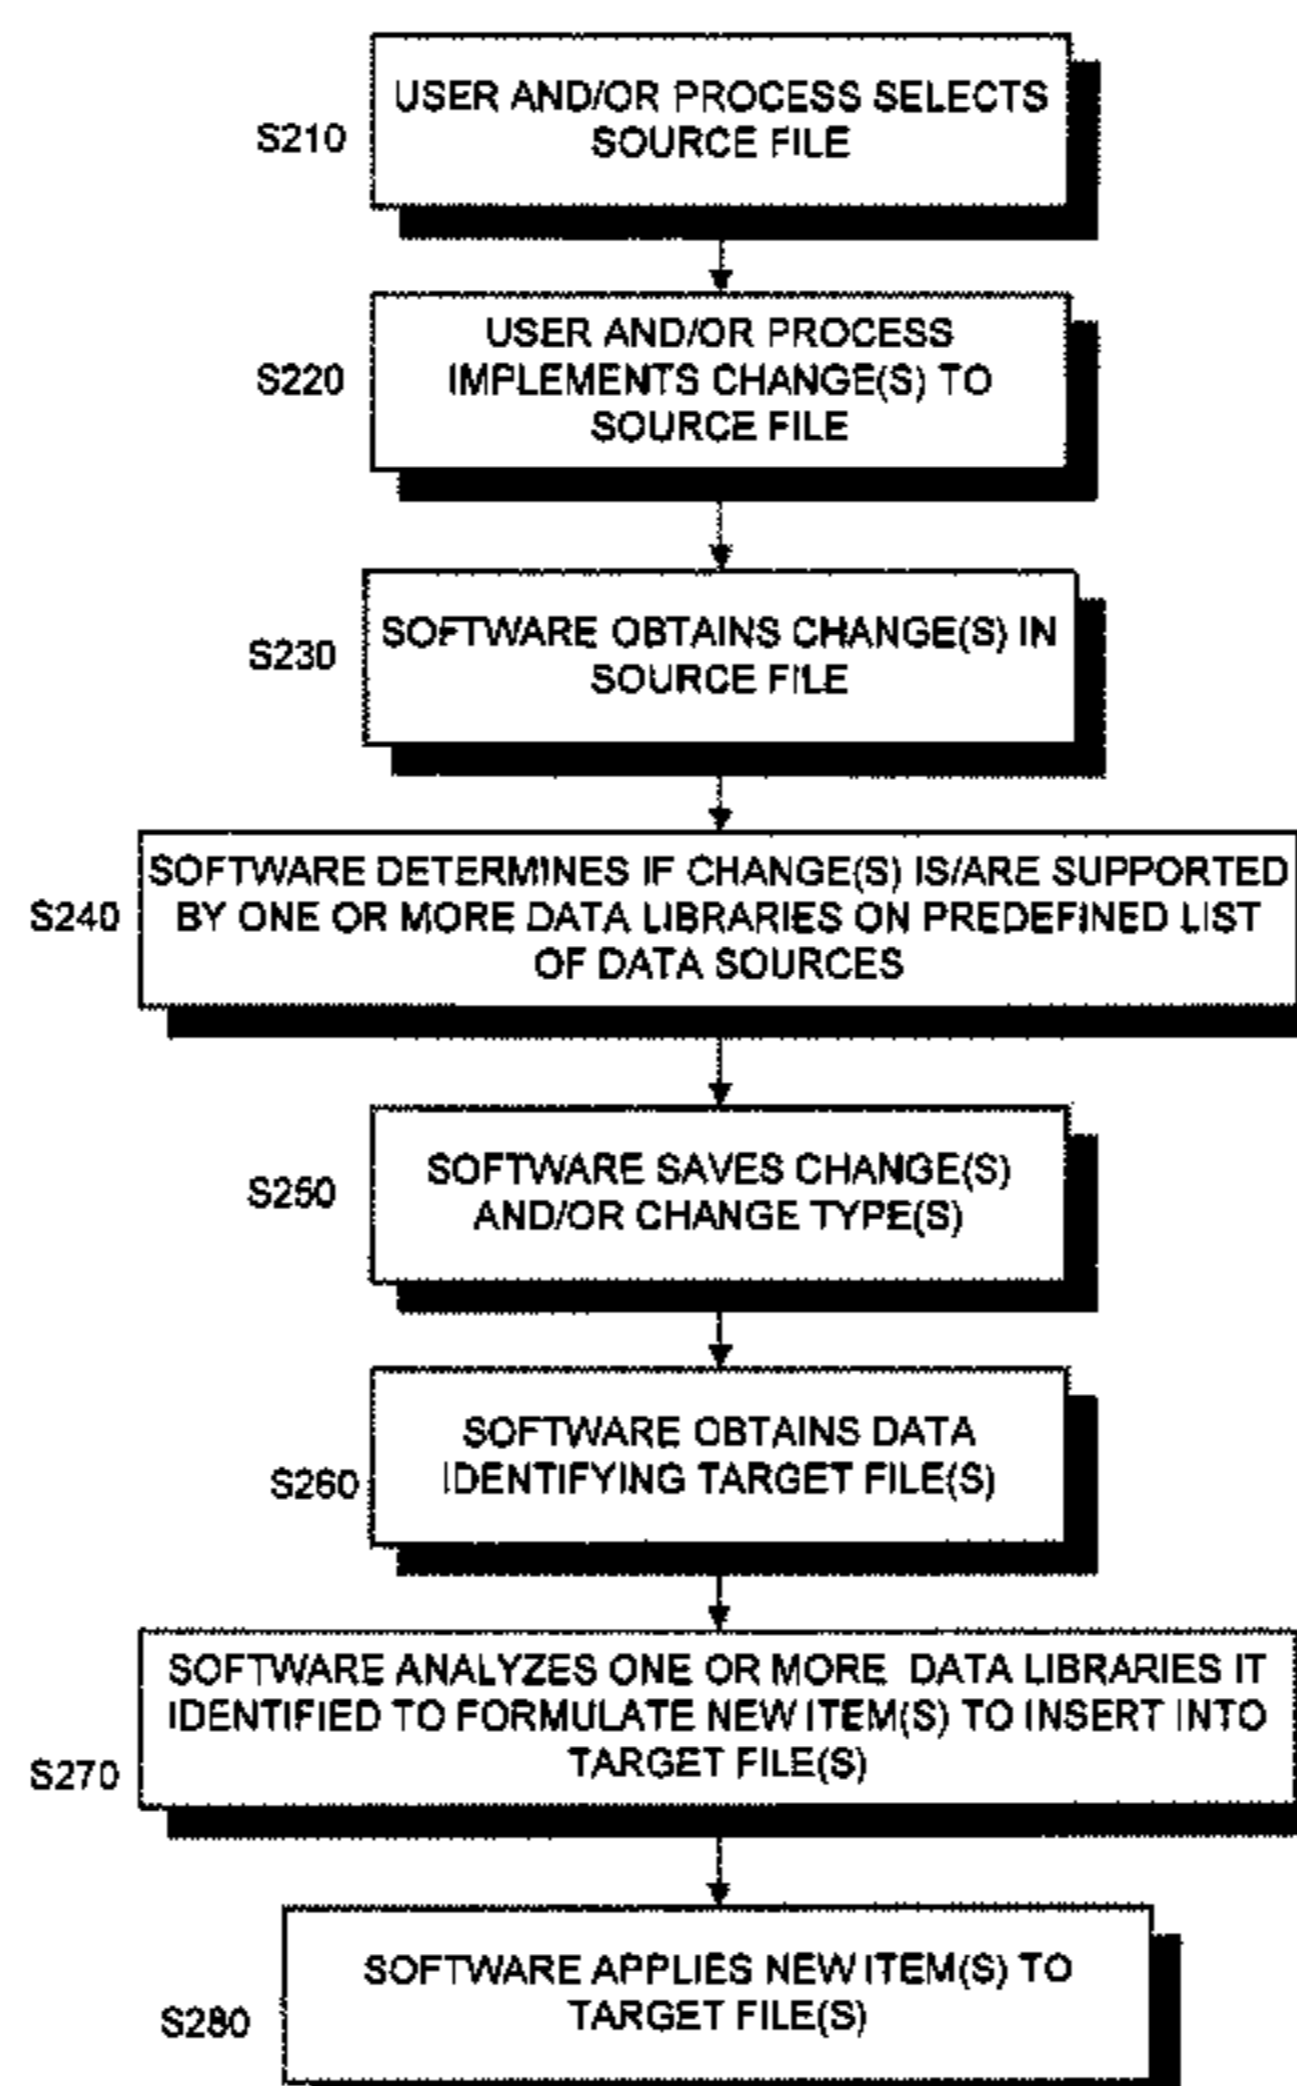 USER AND/OR PROCESS SELECTS
SOURCE FILE
S210
USER AND/OR PROCESS
IMPLEMENTS CHANGE(S) TO
SOURCE FILE
S220
SOFTWARE OBTAINS CHANGE(S) IN
SOURCE FILE
S230
SOFTWARE DETERMINES IF CHANGE(S) IS/ARE SUPPORTED
BY ONE OR MORE DATA LIBRARIES ON PREDEFINED LIST
OF DATA SOURCES
S240
SOFTWARE SAVES CHANGE(S)
AND/OR CHANGE TYPE(S)
S250
SOFTWARE OBTAINS DATA
IDENTIFYING TARGET FILE(S)
S260
SOFTWARE ANALYZES ONE OR MORE DATA LIBRARIES IT
IDENTIFIED TO FORMULATE NEW ITEM(S) TO INSERT INTO
TARGET FILE(S)
S270
SOFTWARE APPLIES NEW ITEM(S) TO
TARGET FILE(S)
S280